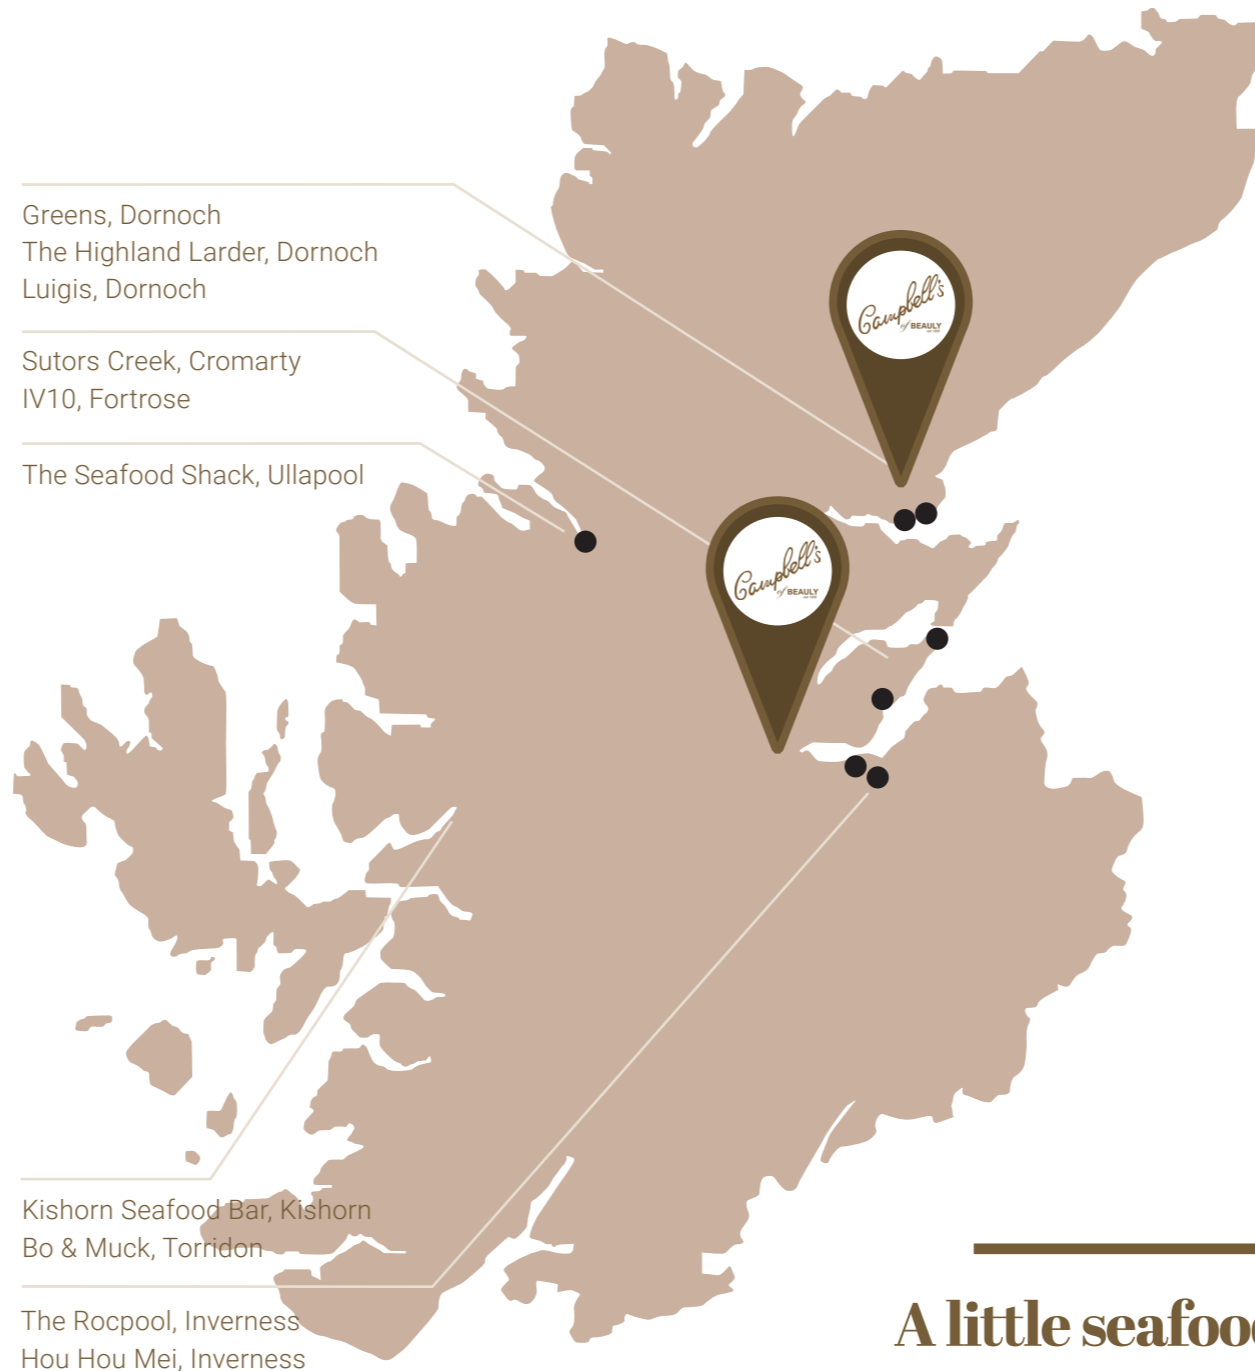 Greens, Dornoch
The Highland Larder, Dornoch
Luigis, Dornoch
Sutors Creek, Cromarty
IV10, Fortrose
The Seafood Shack, Ullapool
Campbell's
of BEAULY
Campbell's
of BEAULY
Kishorn Seafood Bar, Kishorn
Bo & Muck, Torridon
The Rocpool, Inverness
Hou Hou Mei, Inverness
A little seafood